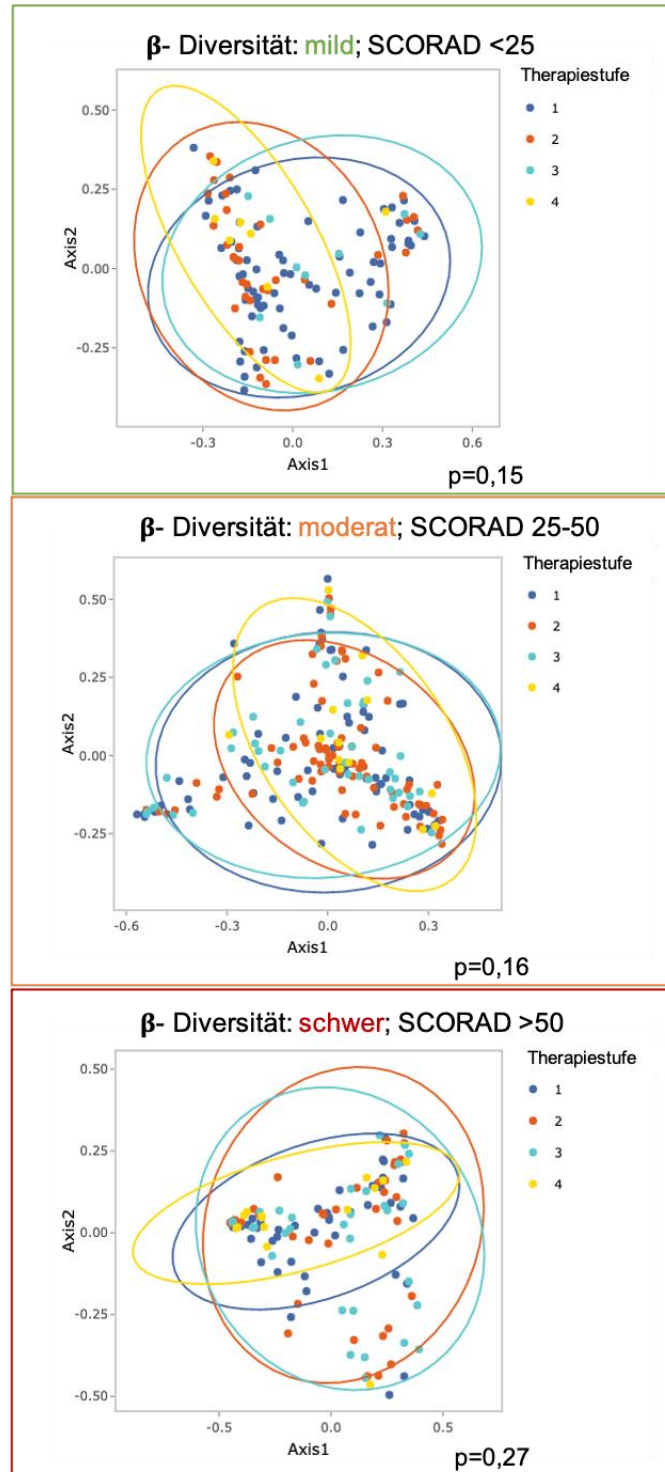 β- Diversität: mild; SCORAD <25
Therapiestufe
1
2
3
4
0.50
0.25
0.00
-0.25
Axis2
-0.3
0.0
0.3
0.6
Axis1
p=0,15
β- Diversität: moderat; SCORAD 25-50
Therapiestufe
1
2
3
4
0.50
0.25
0.00
-0.25
Axis2
-0.6
-0.3
0.0
0.3
Axis1
p=0,16
β- Diversität: schwer; SCORAD >50
Therapiestufe
1
2
3
4
0.50
0.25
0.00
-0.25
-0.50
Axis2
-0.5
0.0
0.5
Axis1
p=0,27